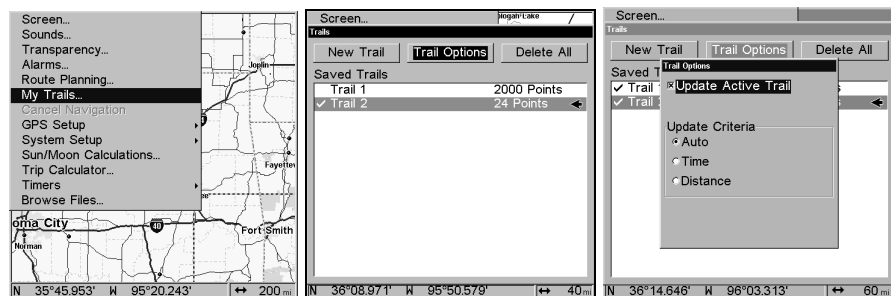 Screen...
Sounds...
Transparency...
Alarms...
Route Planning...
My Trails...
Cancel Navigation
GPS Setup
System Setup
Sun/Moon Calculations...
Trip Calculator...
Timers
Browse Files...
Joplin
Fayette
oma City
40
Fort Smith
Norman
N 35°45.953' W 95°20.243' ↔ 200 mi
Screen...
Trails
New Trail Trail Options Delete All
Saved Trails
Trail 1 2000 Points
✓ Trail 2 24 Points
N 36°08.971' W 95°50.579' ↔ 40 mi
Screen...
Trails
New Trail Trail Options Delete All
Saved T
✓ Trail
✓ Trail
Trail Options
Update Active Trail
Update Criteria
Auto
Time
Distance
N 36°14.646' W 96°03.313' ↔ 60 mi